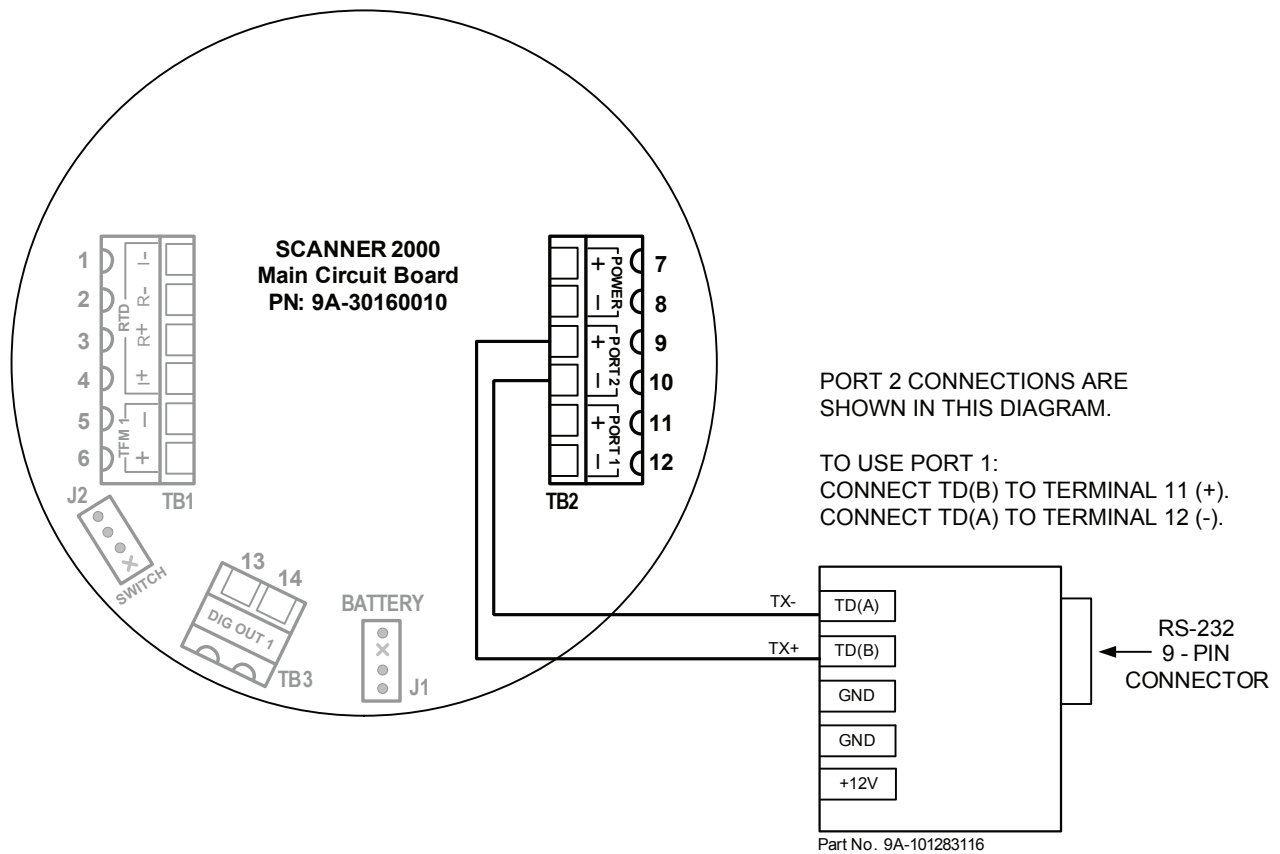 SCANNER 2000
Main Circuit Board
PN: 9A-30160010
1
2
3
4
5
6
I-
R-
R+
I+
RTD
-
+
TFM 1
TB1
+
-
POWER
+
-
PORT 2
+
-
PORT 1
7
8
9
10
11
12
TB2
J2
SWITCH
13
14
DIG OUT 1
TB3
BATTERY
J1
PORT 2 CONNECTIONS ARE
SHOWN IN THIS DIAGRAM.
TO USE PORT 1:
CONNECT TD(B) TO TERMINAL 11 (+).
CONNECT TD(A) TO TERMINAL 12 (-).
TX-
TX+
TD(A)
TD(B)
GND
GND
+12V
RS-232
9 - PIN
CONNECTOR
Part No. 9A-101283116